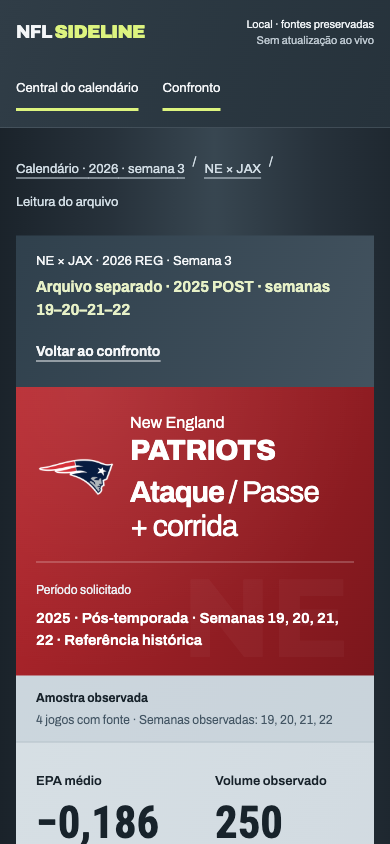 NFLSIDELINE
Local · fontes preservadas
Sem atualização ao vivo
Central do calendário
Confronto
Calendário · 2026 · semana 3 / NE × JAX /
Leitura do arquivo
NE × JAX · 2026 REG · Semana 3
Arquivo separado · 2025 POST · semanas
19–20–21–22
Voltar ao confronto
New England
PATRIOTS
Ataque / Passe
+ corrida
NE
Período solicitado
2025 · Pós-temporada · Semanas 19, 20, 21,
22 · Referência histórica
Amostra observada
4 jogos com fonte · Semanas observadas: 19, 20, 21, 22
EPA médio
Volume observado
−0,186
250